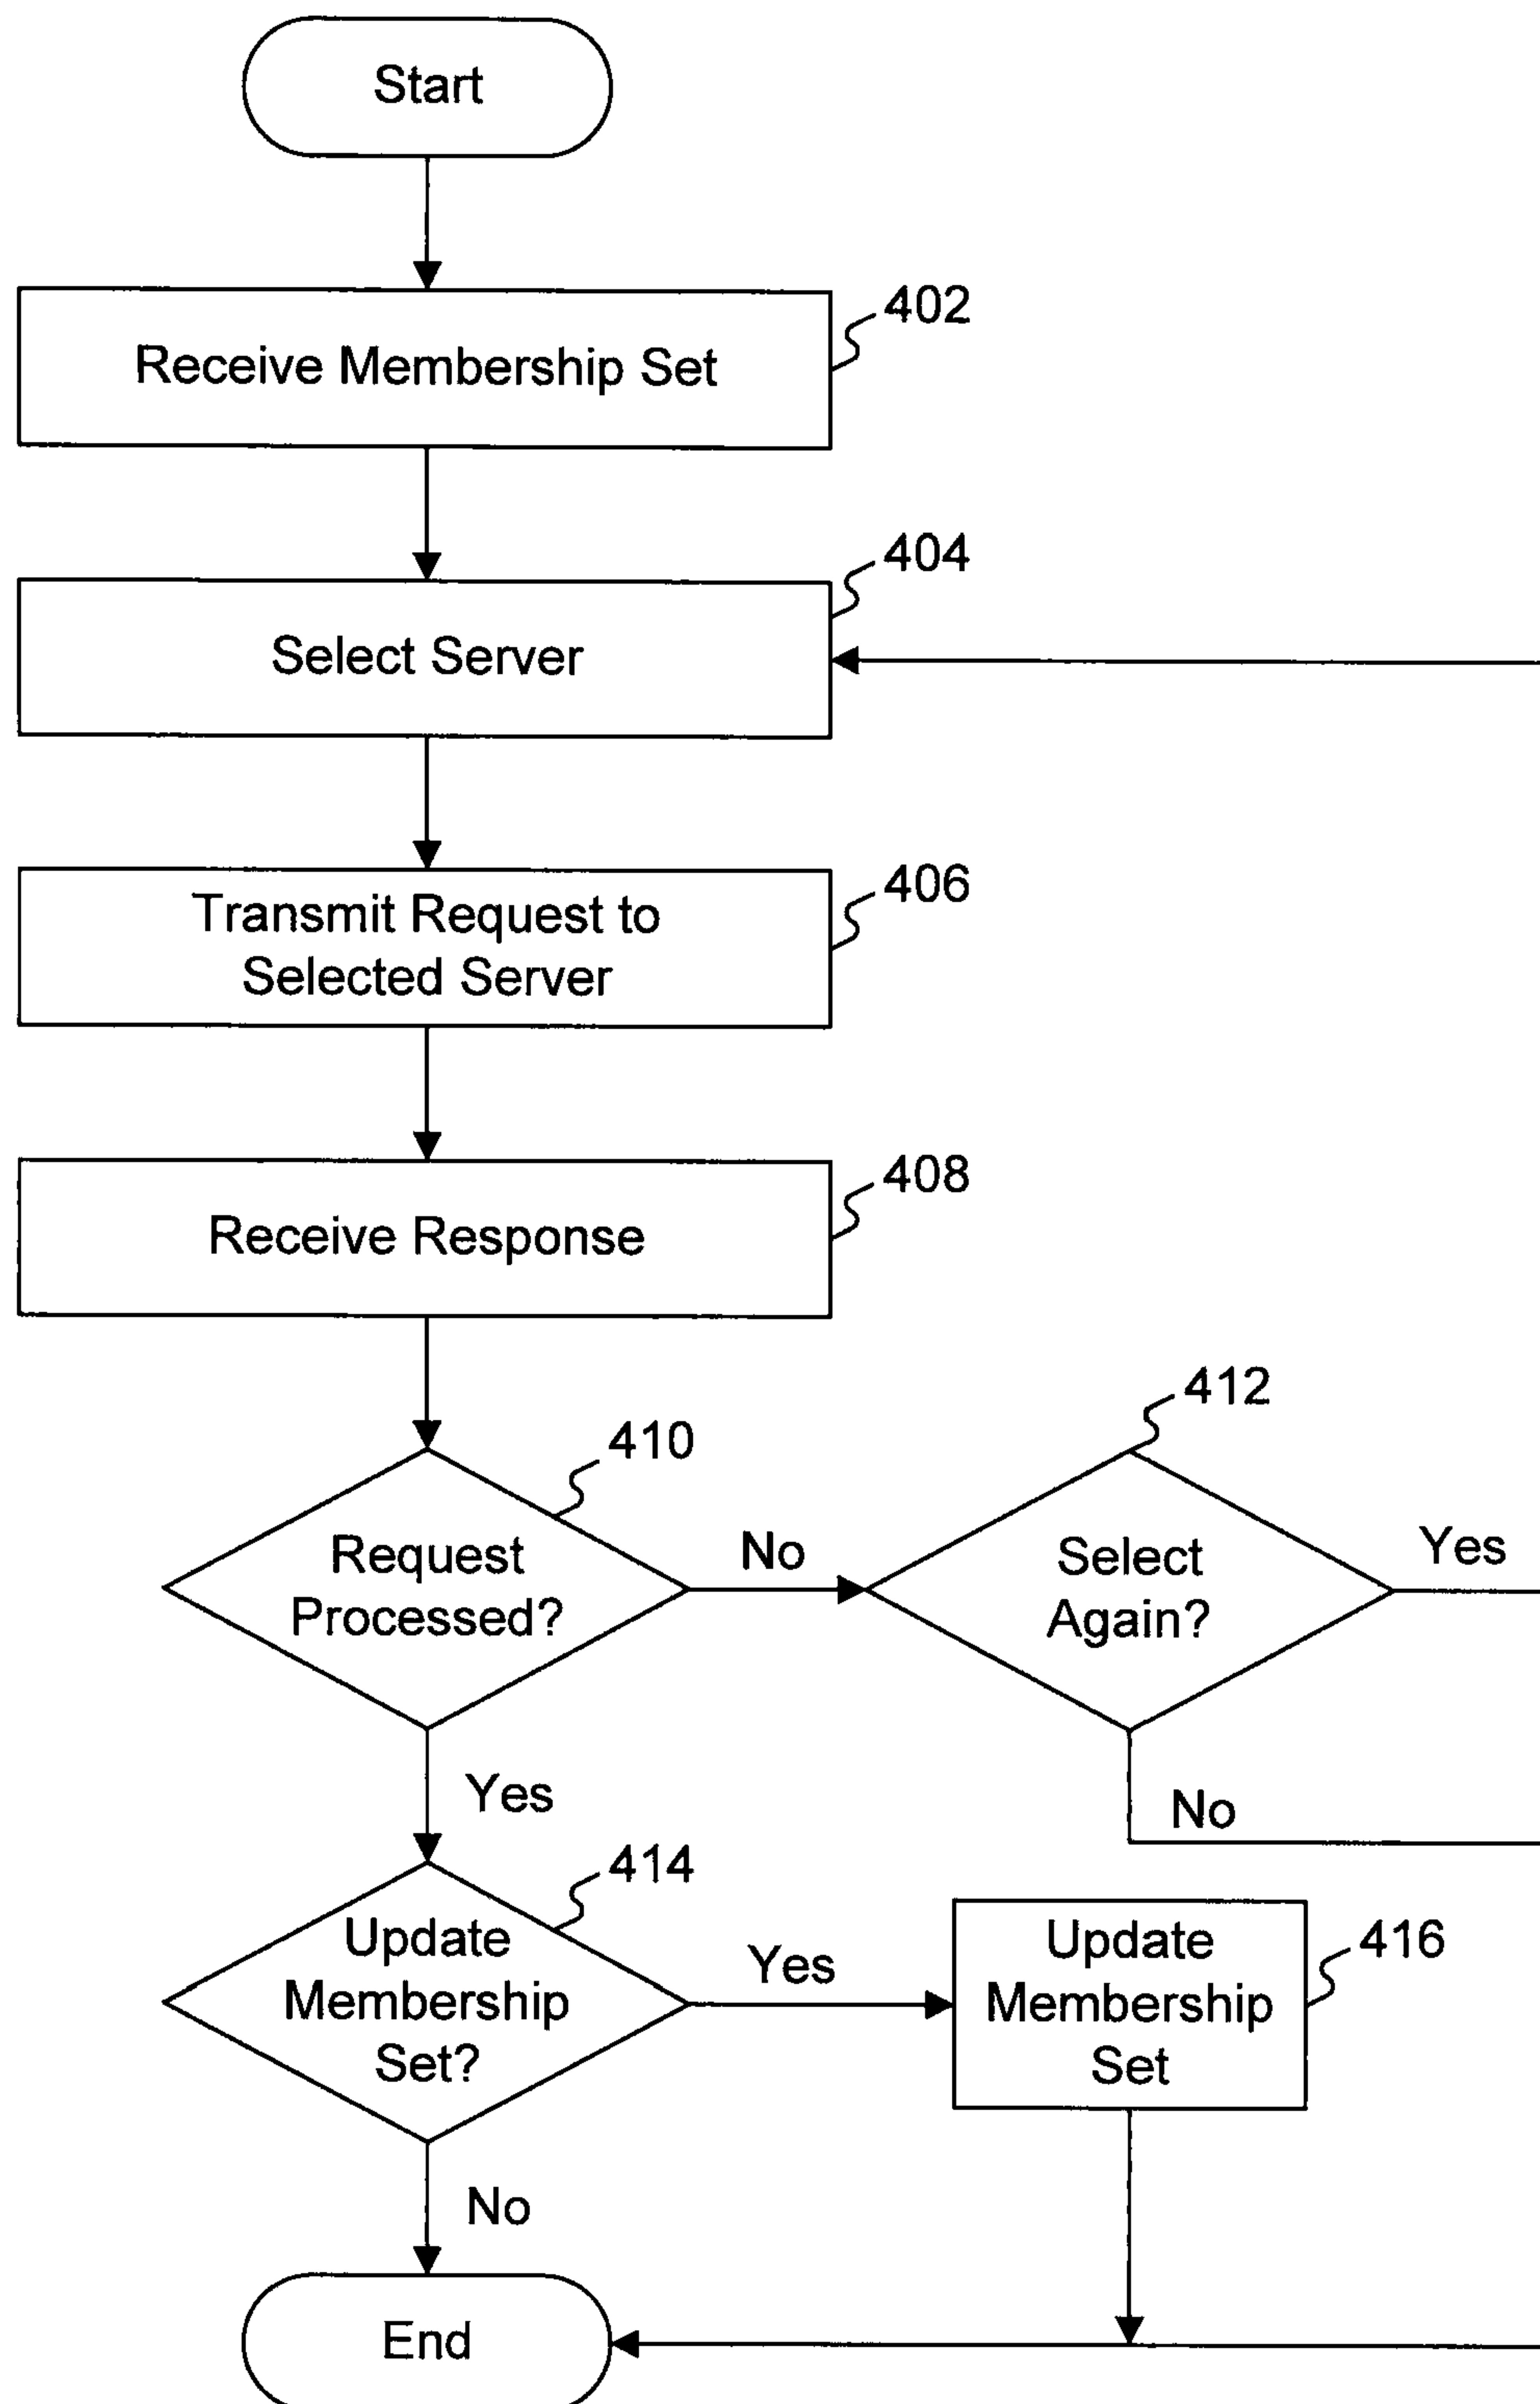 Start
402
Receive Membership Set
404
Select Server
406
Transmit Request to
Selected Server
408
Receive Response
412
410
Request
Processed?
No
Select
Again?
Yes
Yes
No
414
Update
Membership
Set?
Yes
Update
Membership
Set
416
No
End